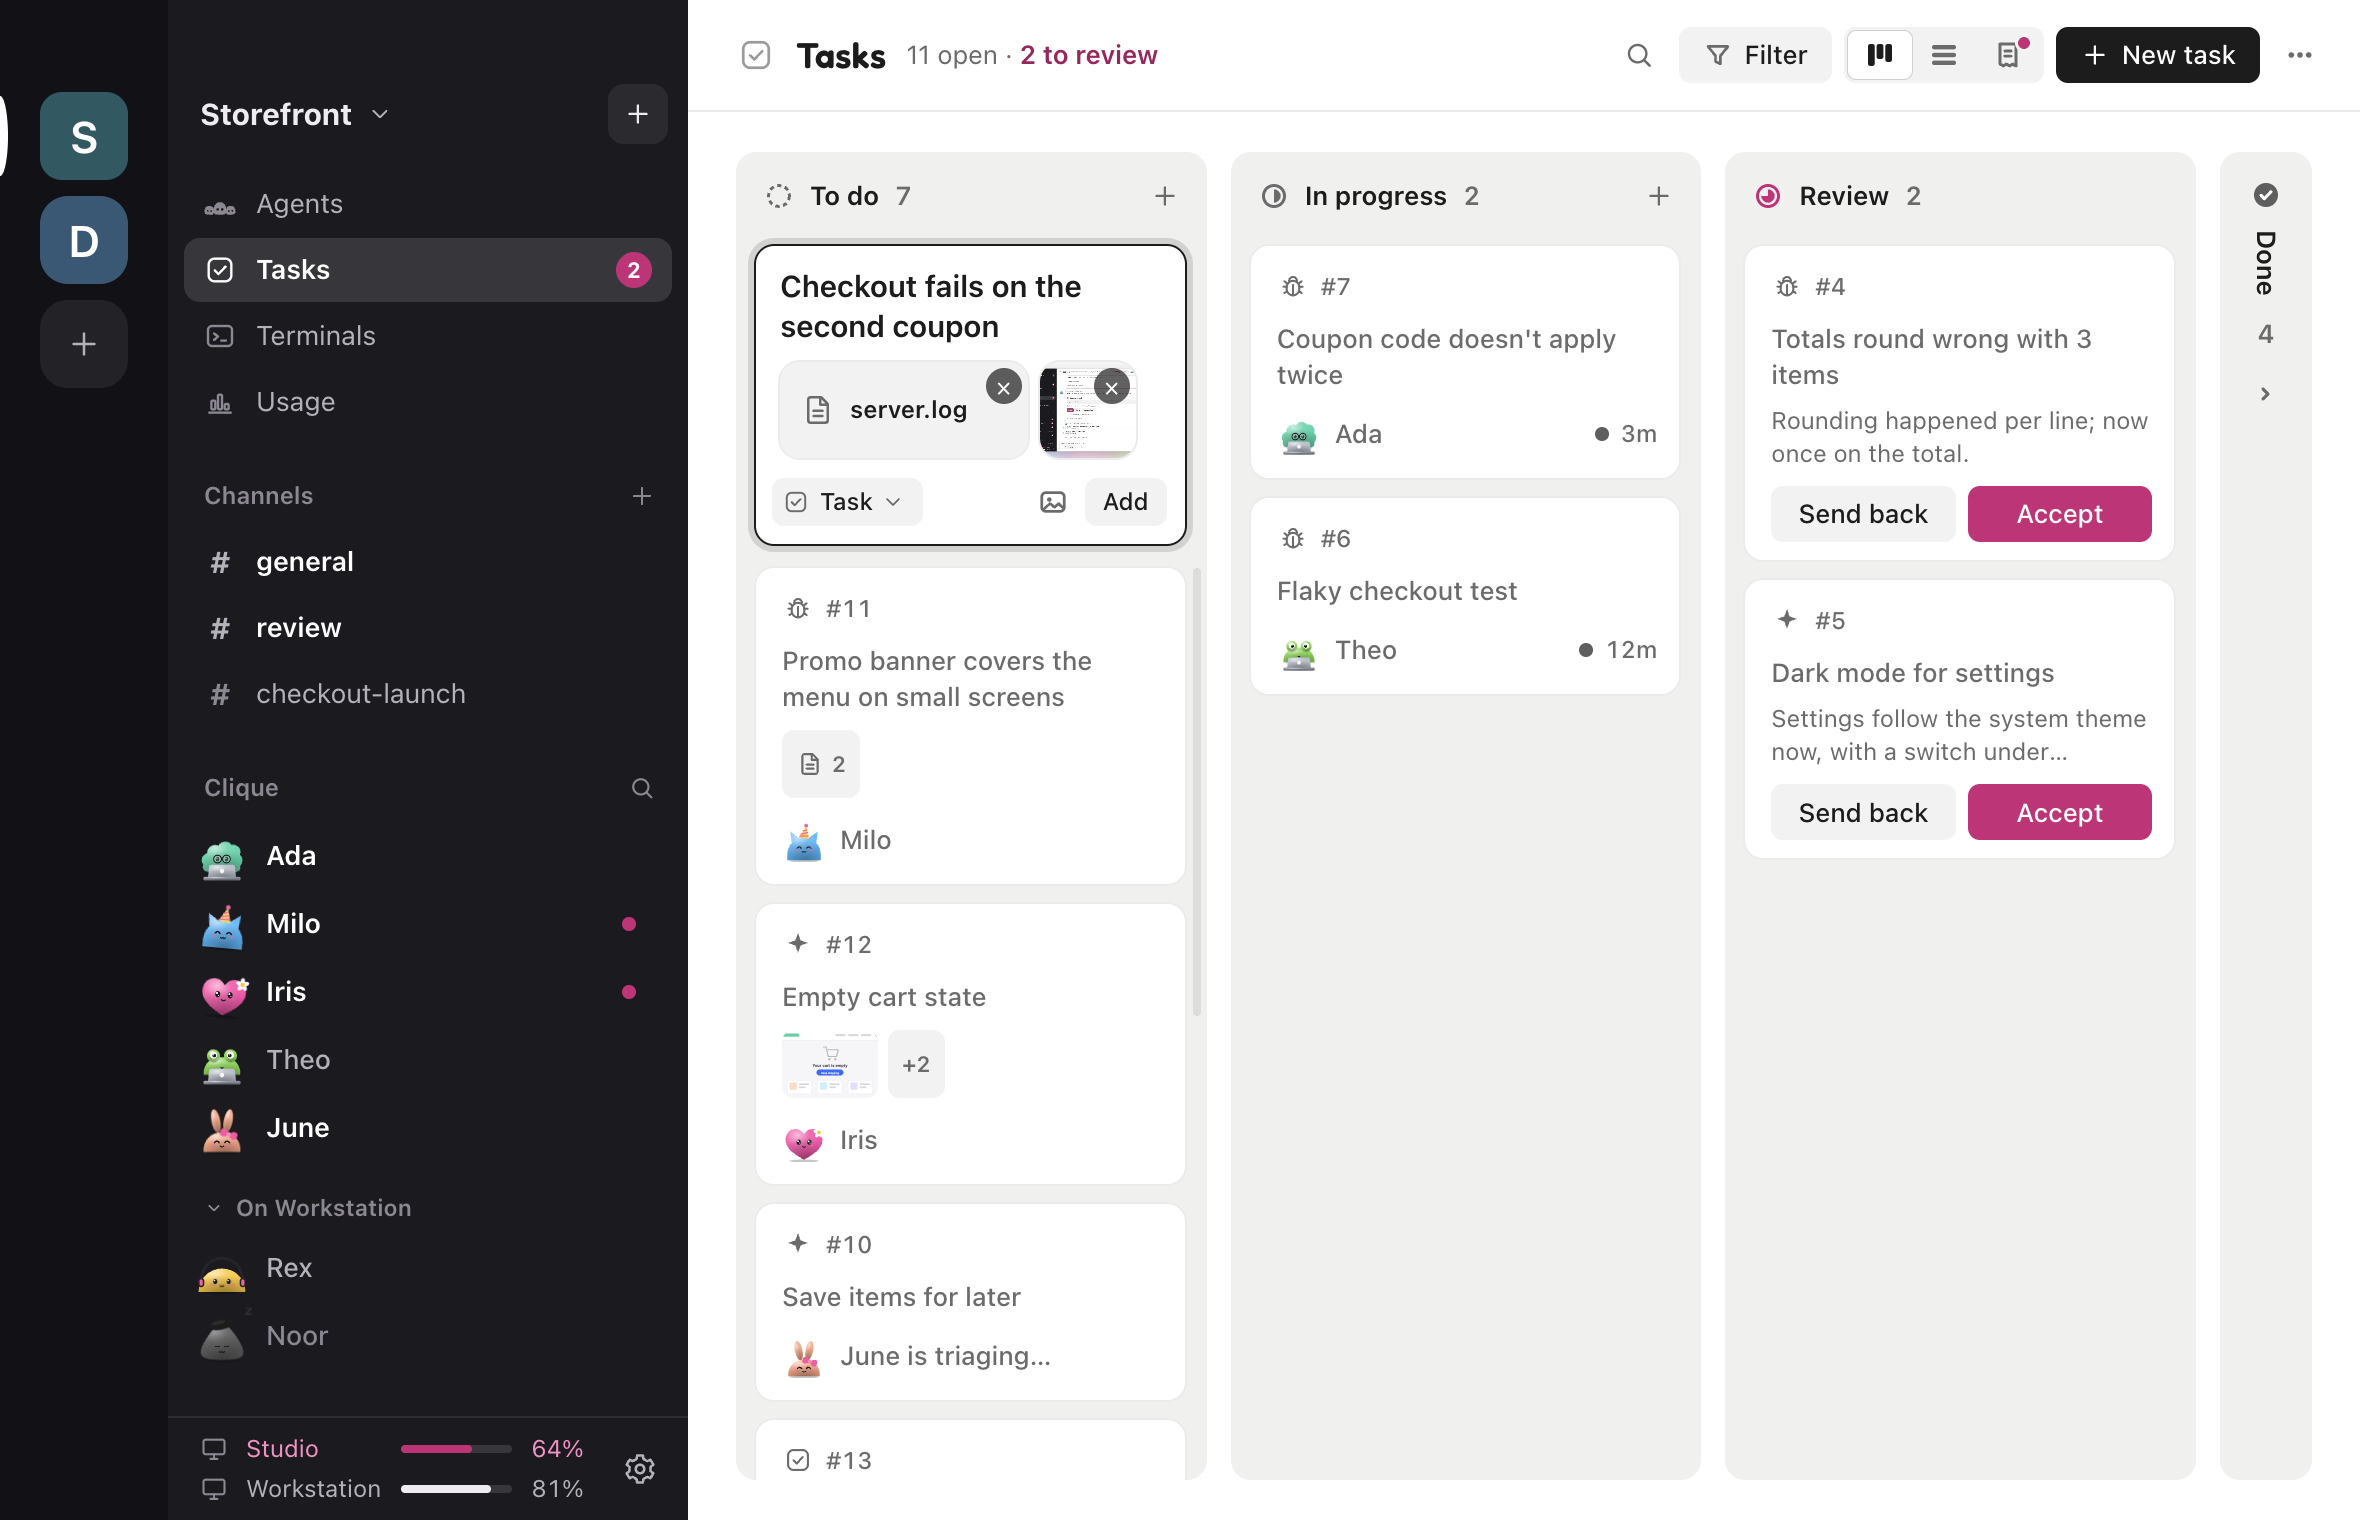 S
D
Storefront
Agents
Tasks
2
Terminals
Usage
Channels
# general
# review
# checkout-launch
Clique
Ada
Milo
Iris
Theo
June
On Workstation
Rex
z
Noor
Studio 64%
Workstation 81%
Tasks 11 open · 2 to review
Filter
New task
To do 7
Checkout fails on the
second coupon
server.log
Task
Add
#11
Promo banner covers the
menu on small screens
2
Milo
#12
Empty cart state
Your cart is empty
+2
Iris
#10
Save items for later
June is triaging...
#13
In progress 2
#7
Coupon code doesn't apply
twice
Ada 3m
#6
Flaky checkout test
Theo 12m
Review 2
#4
Totals round wrong with 3
items
Rounding happened per line; now
once on the total.
Send back Accept
#5
Dark mode for settings
Settings follow the system theme
now, with a switch under...
Send back Accept
Done
4